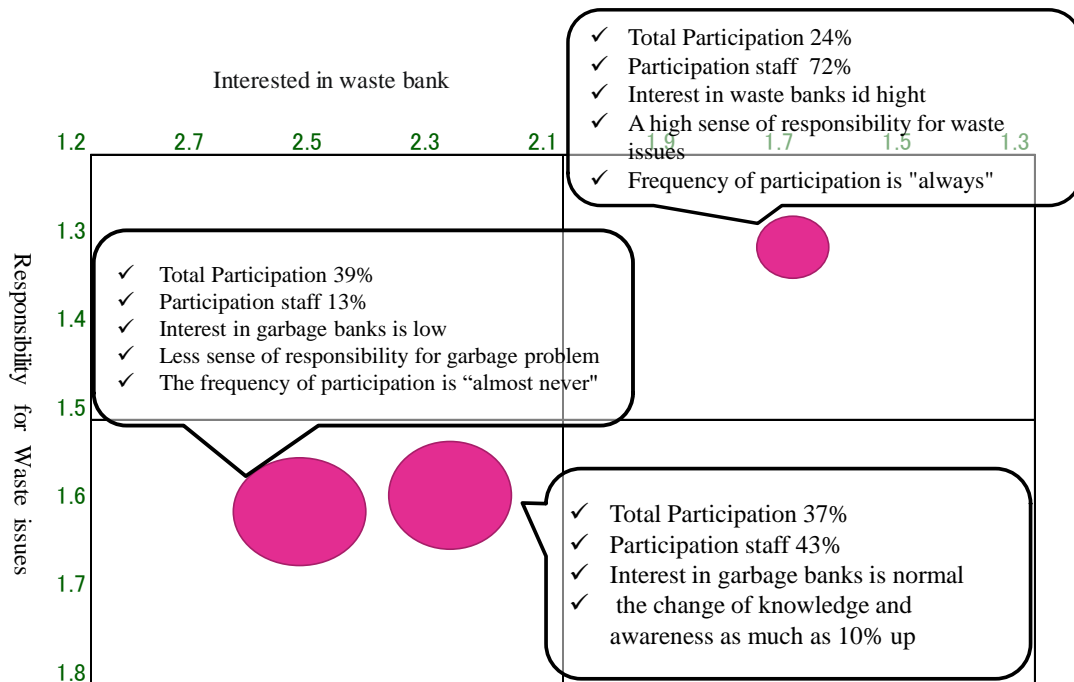 Interested in waste bank
✓ Total Participation 24%
✓ Participation staff 72%
✓ Interest in waste banks id hight
✓ A high sense of responsibility for waste
issues
✓ Frequency of participation is "always"
1.2 2.7 2.5 2.3 2.1 1.9 1.7 1.5 1.3
1.3
1.4
1.5
1.6
1.7
1.8
Responsibility for Waste issues
✓ Total Participation 39%
✓ Participation staff 13%
✓ Interest in garbage banks is low
✓ Less sense of responsibility for garbage problem
✓ The frequency of participation is “almost never"
✓ Total Participation 37%
✓ Participation staff 43%
✓ Interest in garbage banks is normal
✓ the change of knowledge and
awareness as much as 10% up